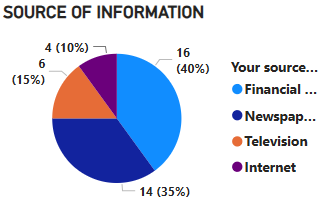 SOURCE OF INFORMATION
4 (10%)
16
(40%)
6
(15%)
14 (35%)
Your source...
Financial ...
Newspap...
Television
Internet